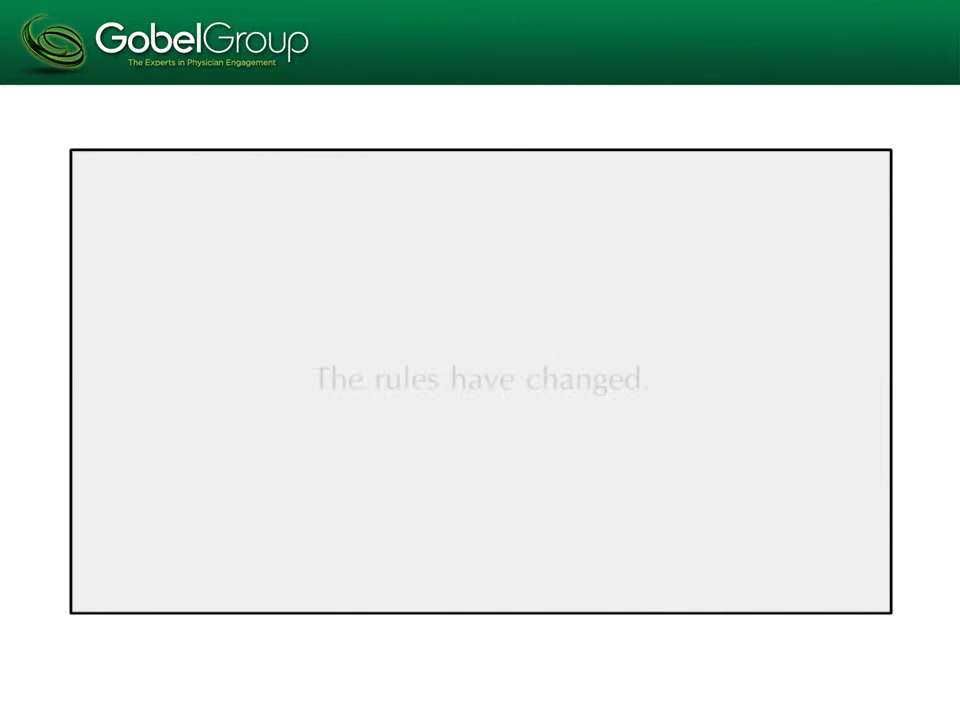 GobelGroup
The Experts in Physician Engagement
The rules have changed.